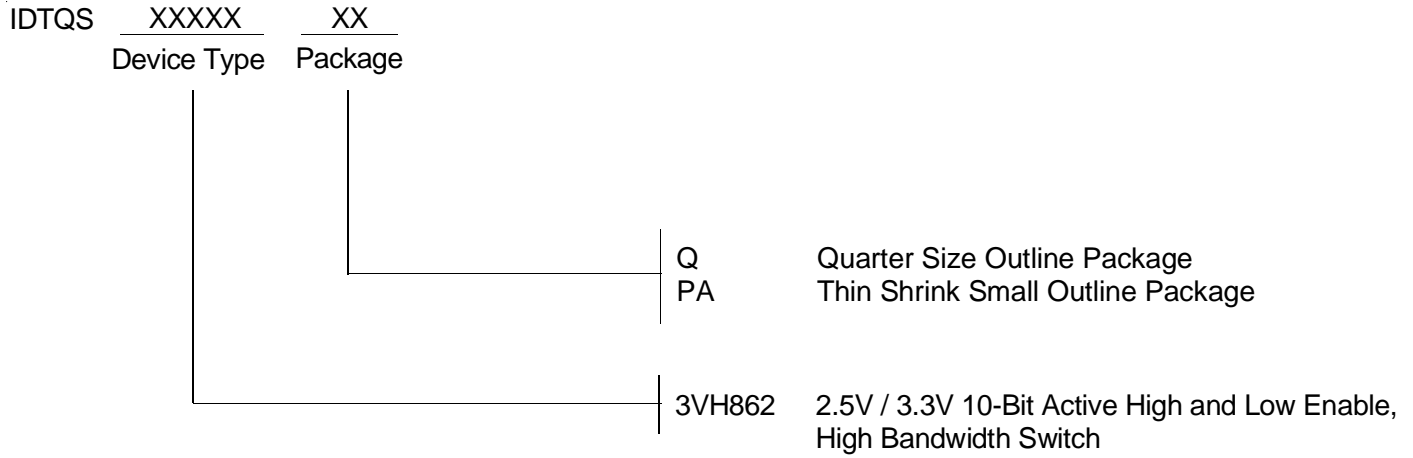 IDTQS XXXXX XX
Device Type Package
Q Quarter Size Outline Package
PA Thin Shrink Small Outline Package
3VH862 2.5V / 3.3V 10-Bit Active High and Low Enable,
High Bandwidth Switch